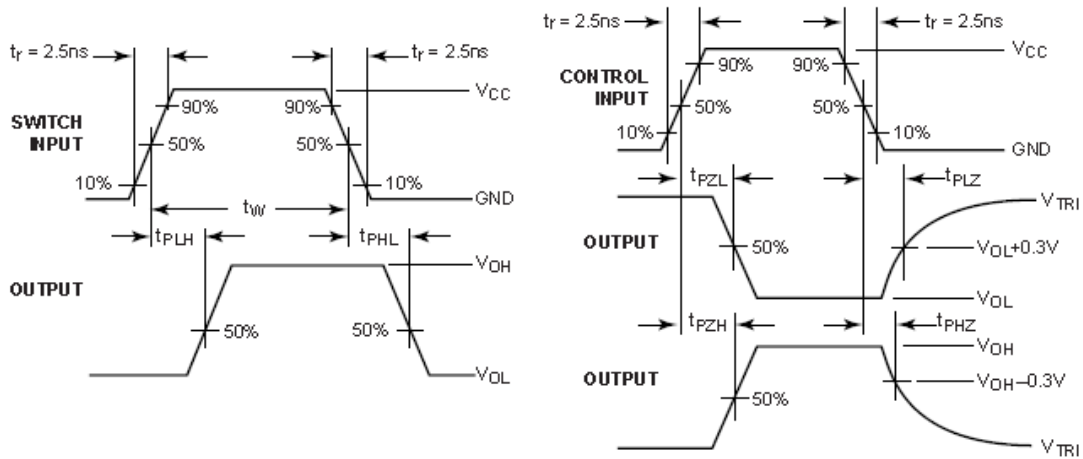 tr = 2.5ns
tr = 2.5ns
VCC
90%
90%
SWITCH
INPUT
50%
50%
10%
10%
GND
tW
tPLH
tPHL
VOH
OUTPUT
50%
50%
VOL
tr = 2.5ns
tr = 2.5ns
VCC
90%
90%
CONTROL
INPUT
50%
50%
10%
10%
GND
tPZL
tPLZ
VTRI
OUTPUT
50%
VOL+0.3V
VOL
tPZH
tPHZ
VOH
OUTPUT
VOH–0.3V
50%
VTRI